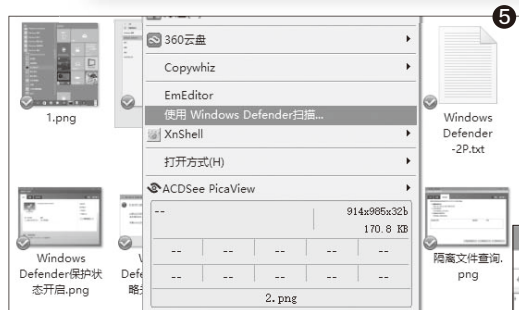 ❺
360云盘
Copywhiz
EmEditor
使用 Windows Defender扫描...
XnShell
打开方式(H)
ACDSee PicaView
--
914x985x32b
170.8 KB
-- -- -- -- --
-- -- -- -- --
2.png
1.png
Windows
Defender
-2P.txt
Windows
Defender保护状
态开启.png
隔离文件查询.
png